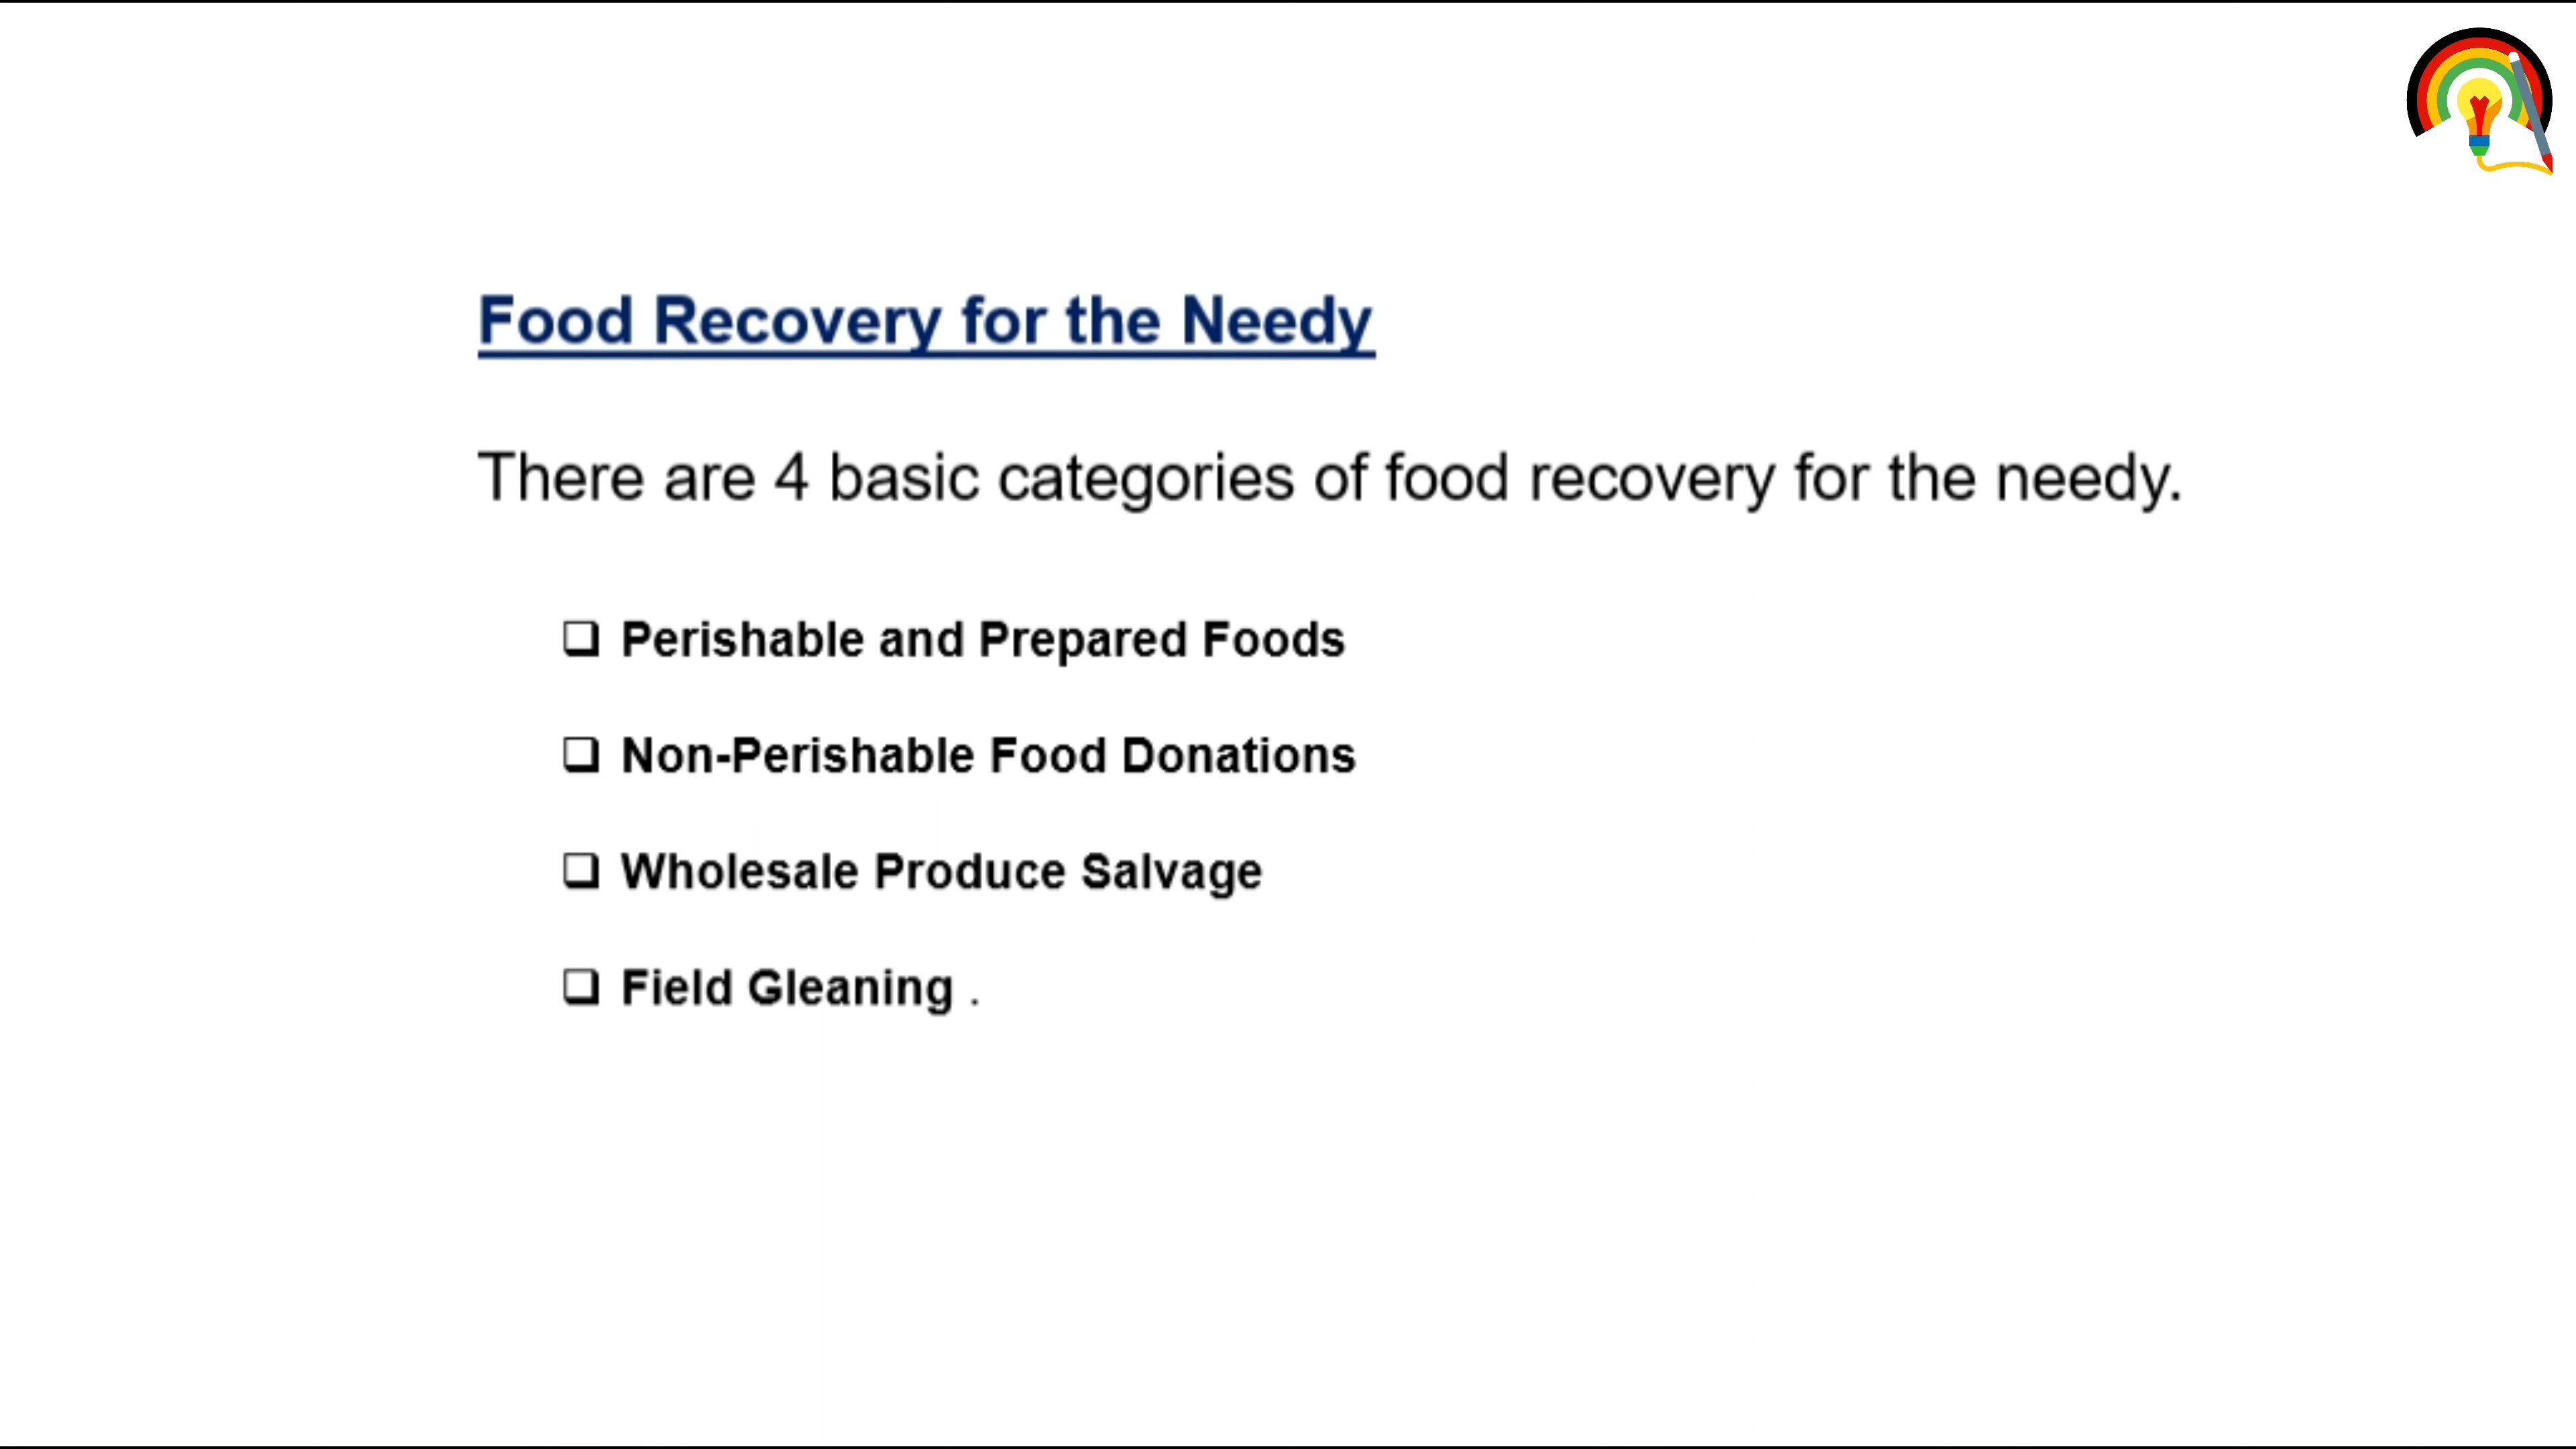 Food Recovery for the Needy
There are 4 basic categories of food recovery for the needy.
❑ Perishable and Prepared Foods
❑ Non-Perishable Food Donations
❑ Wholesale Produce Salvage
❑ Field Gleaning .